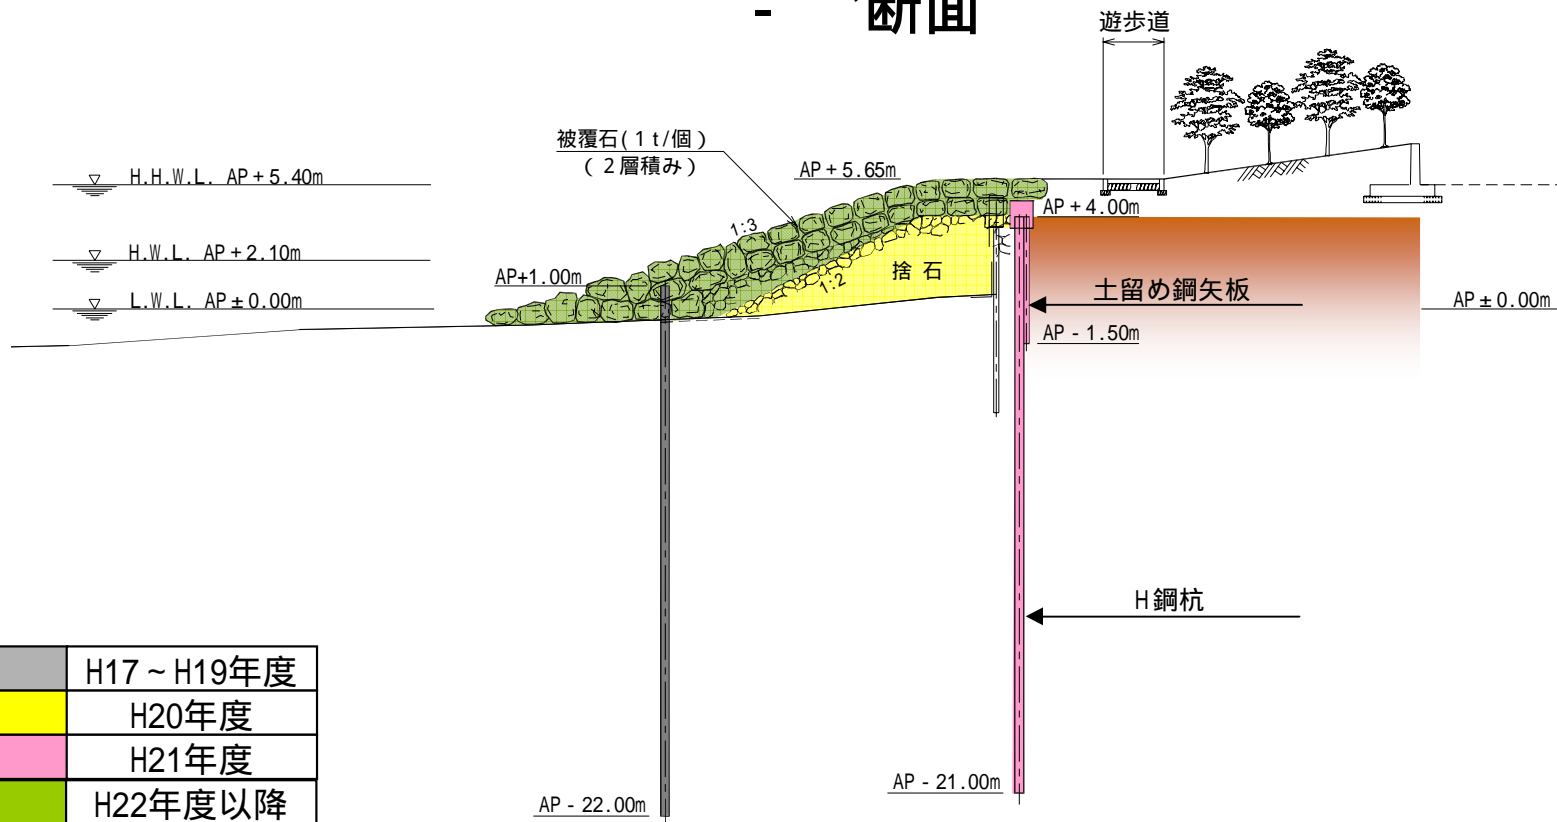 断面
遊歩道
被覆石(1t/個)
(2層積み)
H.H.W.L. AP+5.40m
AP+5.65m
AP+4.00m
1:3
H.W.L. AP+2.10m
AP+1.00m
捨石
1:2
土留め鋼矢板
L.W.L. AP±0.00m
AP±0.00m
AP-1.50m
H鋼杭
H17~H19年度
H20年度
H21年度
H22年度以降
AP-21.00m
AP-22.00m